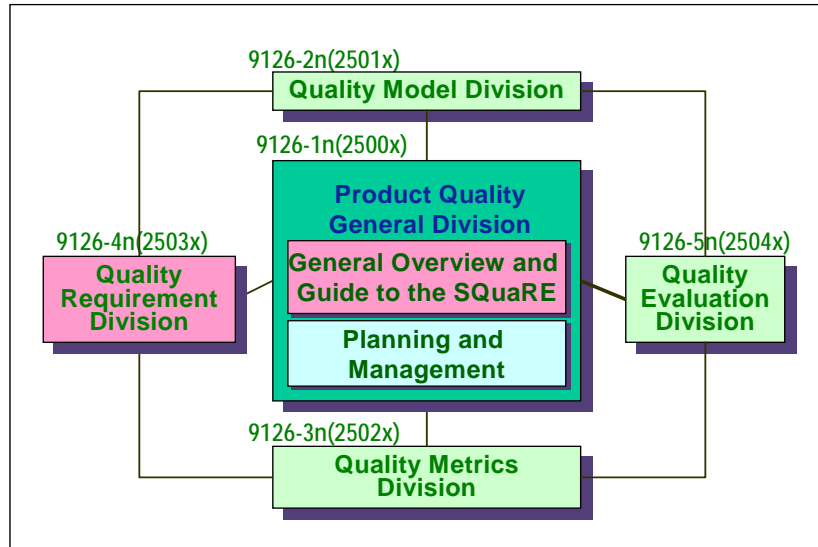 9126-2n(2501x)
Quality Model Division
9126-1n(2500x)
Product Quality
General Division
General Overview and
Guide to the SQuaRE
Planning and
Management
9126-4n(2503x)
Quality
Requirement
Division
9126-5n(2504x)
Quality
Evaluation
Division
9126-3n(2502x)
Quality Metrics
Division